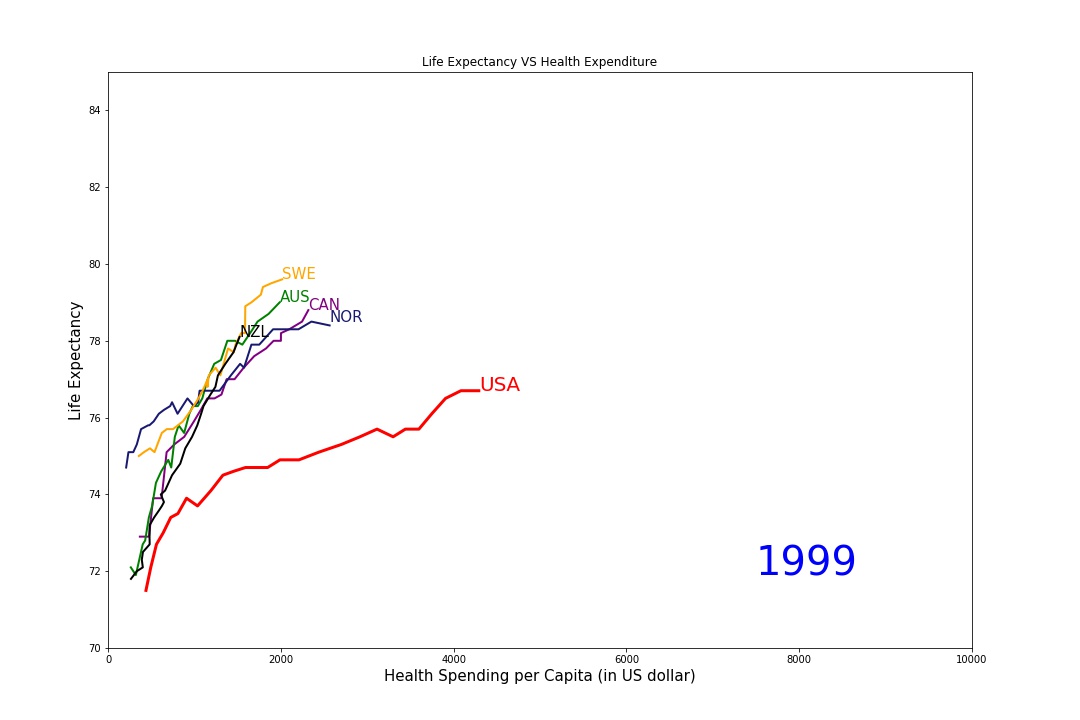 Life Expectancy VS Health Expenditure
84
82
80
78
76
74
72
70
Life Expectancy
SWE
AUS
CAN
NOR
NZL
USA
1999
0 2000 4000 6000 8000 10000
Health Spending per Capita (in US dollar)